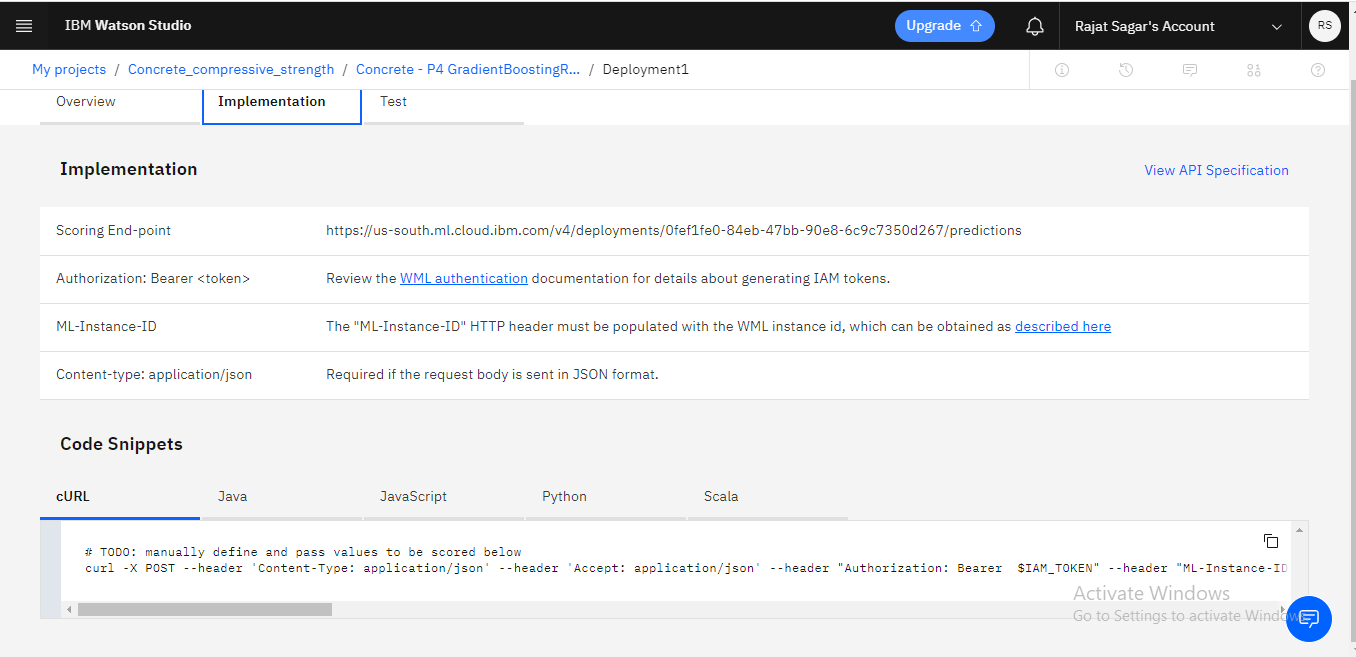 IBM Watson Studio
Upgrade
Rajat Sagar's Account
RS
My projects / Concrete_compressive_strength / Concrete - P4 GradientBoostingR... / Deployment1
Overview
Implementation
Test
Implementation
View API Specification
Scoring End-point
https://us-south.ml.cloud.ibm.com/v4/deployments/0fef1fe0-84eb-47bb-90e8-6c9c7350d267/predictions
Authorization: Bearer <token>
Review the WML authentication documentation for details about generating IAM tokens.
ML-Instance-ID
The "ML-Instance-ID" HTTP header must be populated with the WML instance id, which can be obtained as described here
Content-type: application/json
Required if the request body is sent in JSON format.
Code Snippets
cURL
Java
JavaScript
Python
Scala
# TODO: manually define and pass values to be scored below
curl -X POST --header 'Content-Type: application/json' --header 'Accept: application/json' --header "Authorization: Bearer  $IAM_TOKEN" --header "ML-Instance-ID
Activate Windows
Go to Settings to activate Windows.